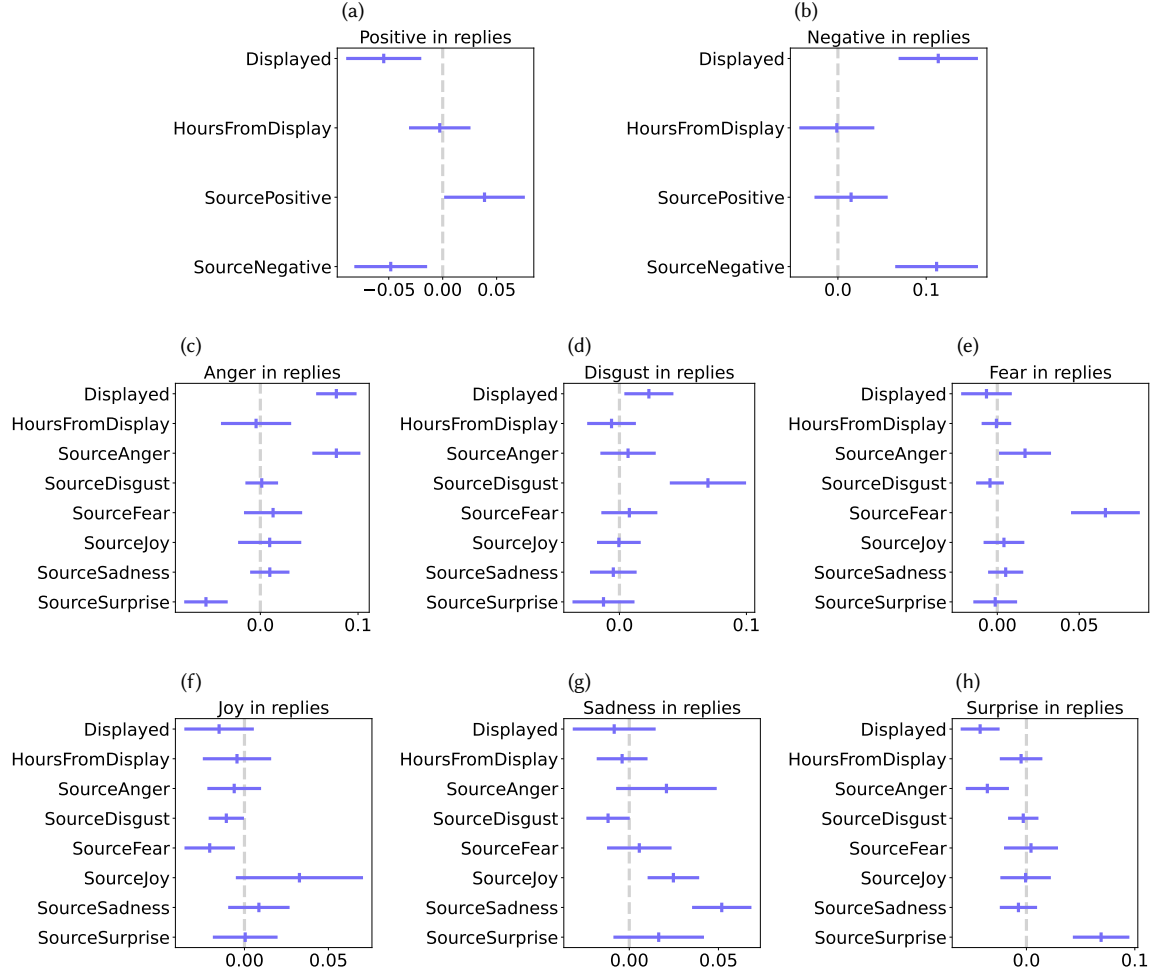 (a)
Positive in replies
Displayed
HoursFromDisplay
SourcePositive
SourceNegative
−0.05 0.00 0.05
(b)
Negative in replies
Displayed
HoursFromDisplay
SourcePositive
SourceNegative
0.0 0.1
(c)
Anger in replies
Displayed
HoursFromDisplay
SourceAnger
SourceDisgust
SourceFear
SourceJoy
SourceSadness
SourceSurprise
0.0 0.1
(d)
Disgust in replies
Displayed
HoursFromDisplay
SourceAnger
SourceDisgust
SourceFear
SourceJoy
SourceSadness
SourceSurprise
0.0 0.1
(e)
Fear in replies
Displayed
HoursFromDisplay
SourceAnger
SourceDisgust
SourceFear
SourceJoy
SourceSadness
SourceSurprise
0.00 0.05
(f)
Joy in replies
Displayed
HoursFromDisplay
SourceAnger
SourceDisgust
SourceFear
SourceJoy
SourceSadness
SourceSurprise
0.00 0.05
(g)
Sadness in replies
Displayed
HoursFromDisplay
SourceAnger
SourceDisgust
SourceFear
SourceJoy
SourceSadness
SourceSurprise
0.00 0.05
(h)
Surprise in replies
Displayed
HoursFromDisplay
SourceAnger
SourceDisgust
SourceFear
SourceJoy
SourceSadness
SourceSurprise
0.0 0.1